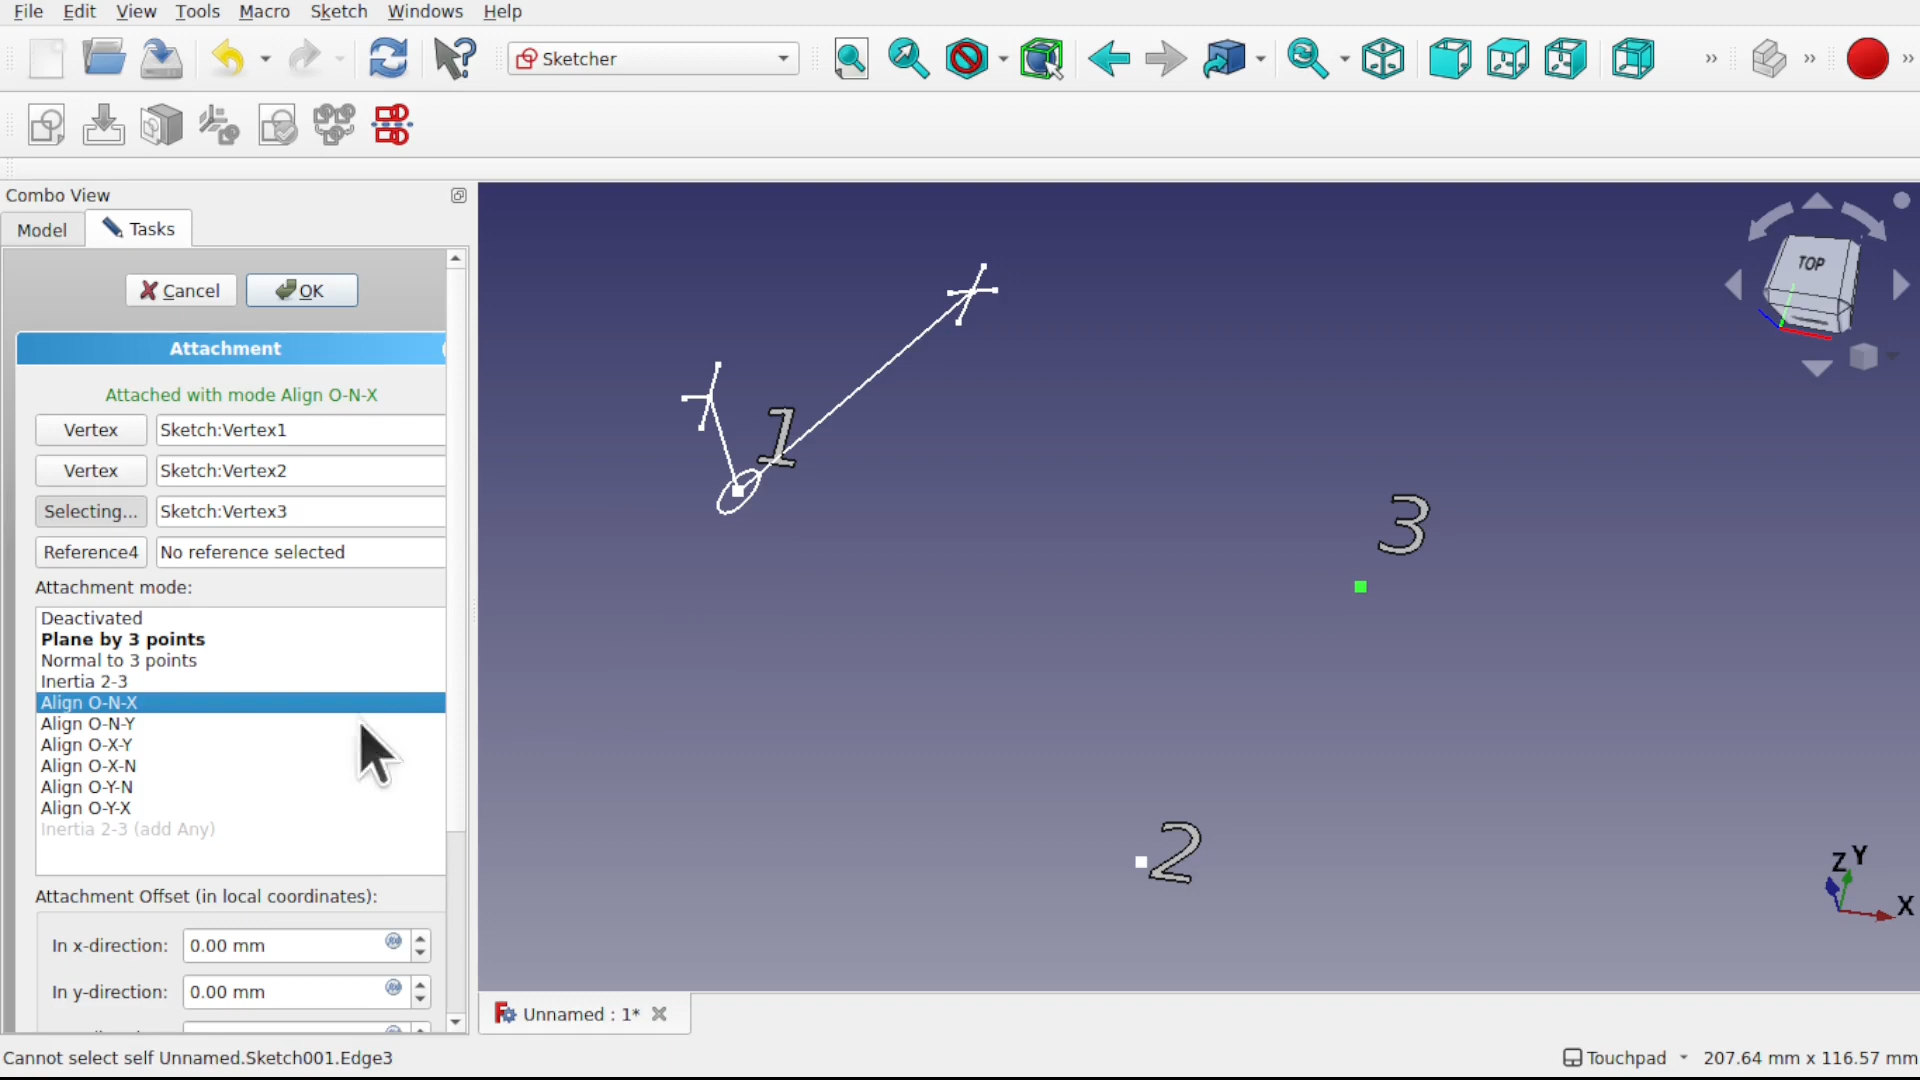 File Edit View Tools Macro Sketch Windows Help
Sketcher
Combo View
Model Tasks
Cancel OK
Attachment
Attached with mode Align O-N-X
Vertex Sketch:Vertex1
Vertex Sketch:Vertex2
Selecting... Sketch:Vertex3
Reference4 No reference selected
Attachment mode:
Deactivated
Plane by 3 points
Normal to 3 points
Inertia 2-3
Align O-N-X
Align O-N-Y
Align O-X-Y
Align O-X-N
Align O-Y-N
Align O-Y-X
Inertia 2-3 (add Any)
Attachment Offset (in local coordinates):
In x-direction: 0.00 mm
In y-direction: 0.00 mm
1
3
2
TOP
Z Y
X
Unnamed : 1*
Cannot select self Unnamed.Sketch001.Edge3
Touchpad 207.64 mm x 116.57 mm